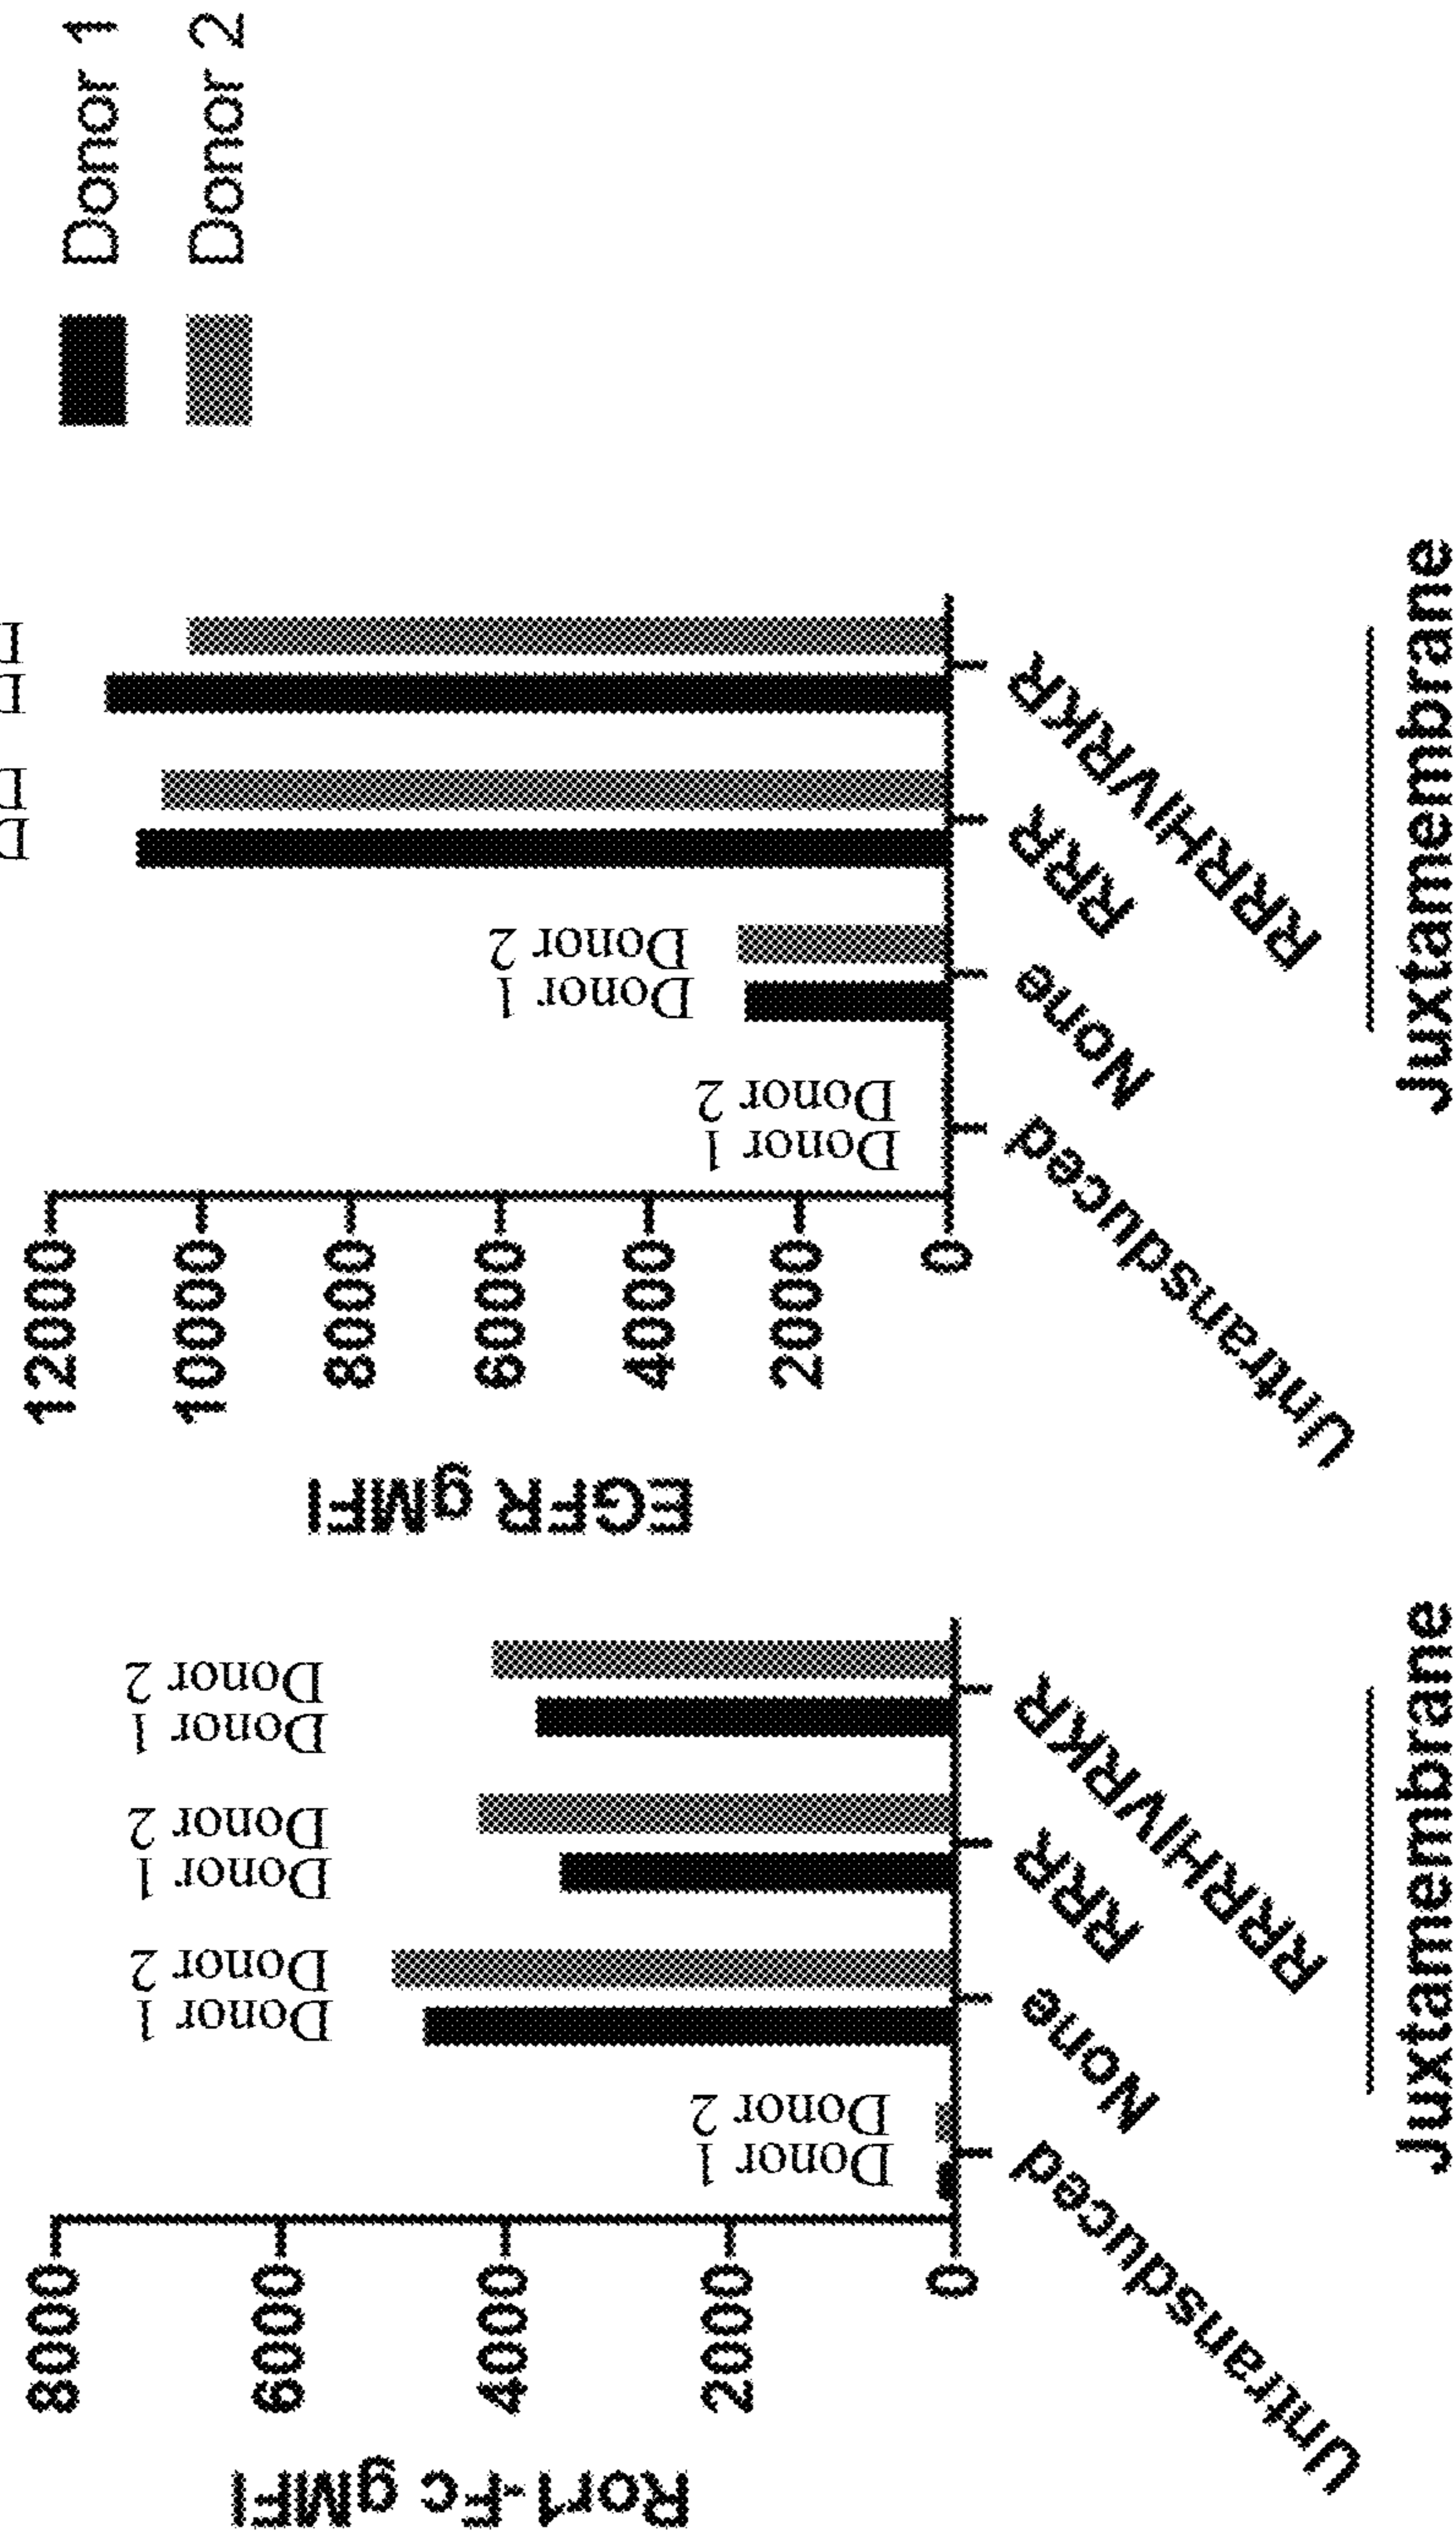 Ror1-Fc gMFI
8000
6000
4000
2000
0
Donor 1
Donor 2
Donor 1
Donor 2
Donor 1
Donor 2
Donor 1
Donor 2
Untransduced
None
RRR
RRRHIVRKR
Juxtamembrane
EGFR gMFI
12000
10000
8000
6000
4000
2000
0
Donor 1
Donor 2
Donor 1
Donor 2
D
D
D
D
Untransduced
None
RRR
RRRHIVRKR
Juxtamembrane
Donor 1
Donor 2